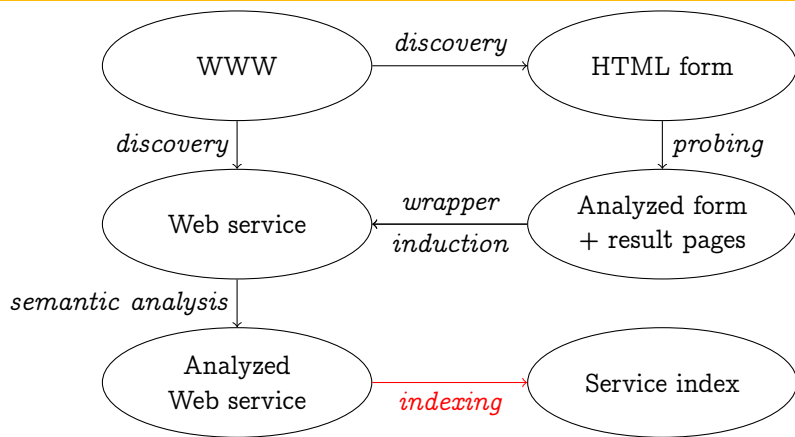 WWW
discovery
HTML form
discovery
probing
Web service
wrapper
induction
Analyzed form
+ result pages
semantic analysis
Analyzed
Web service
indexing
Service index